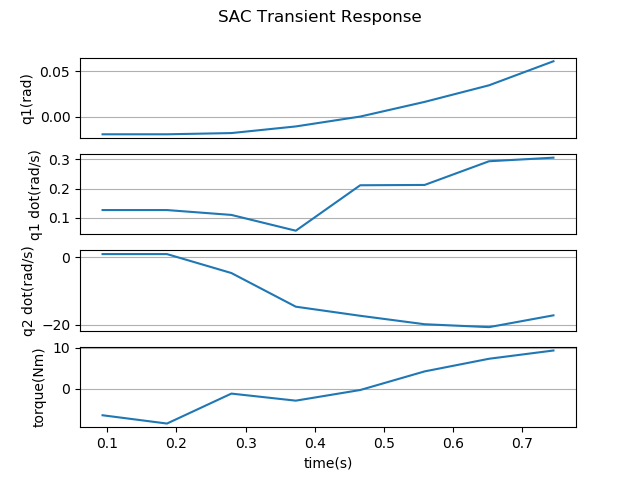 SAC Transient Response
q1(rad)
0.05
0.00
q1 dot(rad/s)
0.3
0.2
0.1
q2 dot(rad/s)
0
−20
torque(Nm)
10
0
0.1 0.2 0.3 0.4 0.5 0.6 0.7
time(s)